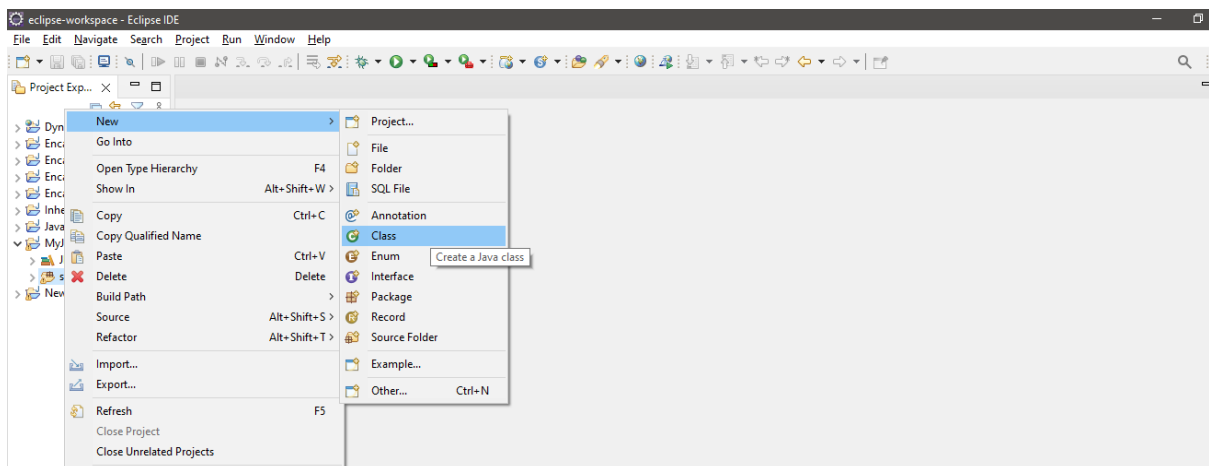 eclipse-workspace - Eclipse IDE
File Edit Navigate Search Project Run Window Help
Project Exp...
New
Go Into
Open Type Hierarchy F4
Show In Alt+Shift+W >
Copy Ctrl+C
Copy Qualified Name
Paste Ctrl+V
Delete Delete
Build Path >
Source Alt+Shift+S >
Refactor Alt+Shift+T >
Import...
Export...
Refresh F5
Close Project
Close Unrelated Projects
Project...
File
Folder
SQL File
Annotation
Class
Enum
Create a Java class
Interface
Package
Record
Source Folder
Example...
Other... Ctrl+N
Dyn
Enc
Enc
Enc
Enc
Inhe
Java
MyJ
J
s
New